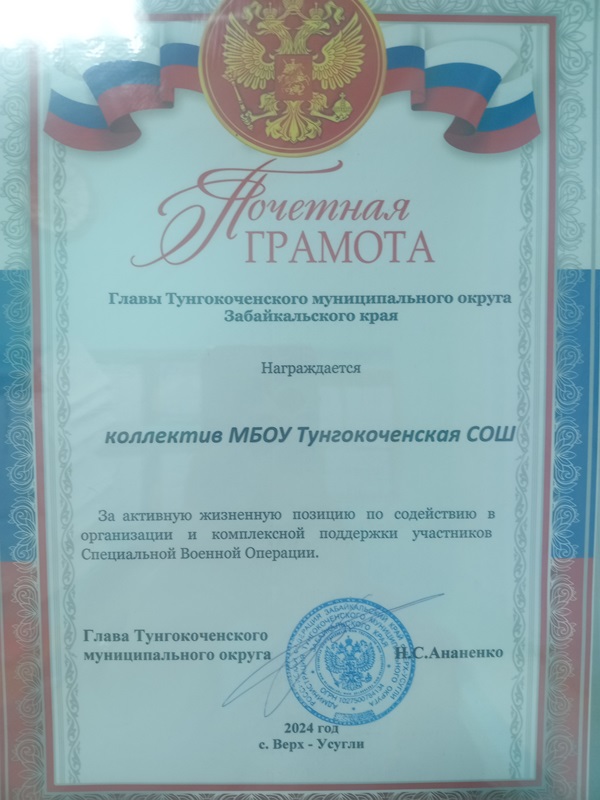 Почетная
ГРАМОТА
Главы Тунгокоченского муниципального округа
Забайкальского края
Награждается
коллектив МБОУ Тунгокоченская СОШ
За активную жизненную позицию по содействию в
организации и комплексной поддержки участников
Специальной Военной Операции.
Глава Тунгокоченского
муниципального округа
Н.С.Ананенко
2024 год
с. Верх - Усугли